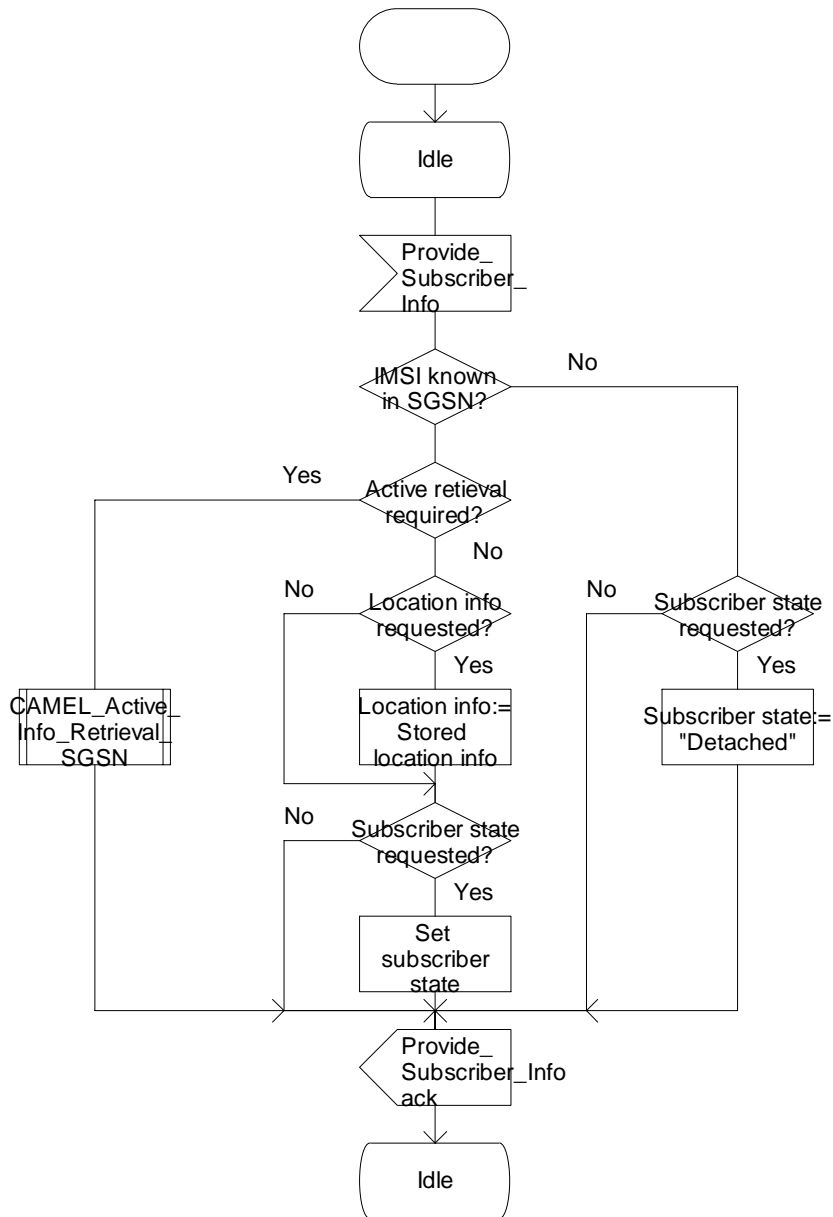 Idle
Provide_
Subscriber_
Info
IMSI known
in SGSN?
No
Yes
Active retieval
required?
No
No
Location info
requested?
No
Subscriber state
requested?
Yes
Yes
CAMEL_Active_
Info_Retrieval_
SGSN
Location info:=
Stored
location info
Subscriber state:=
"Detached"
No
Subscriber state
requested?
Yes
Set
subscriber
state
Provide_
Subscriber_Info
ack
Idle